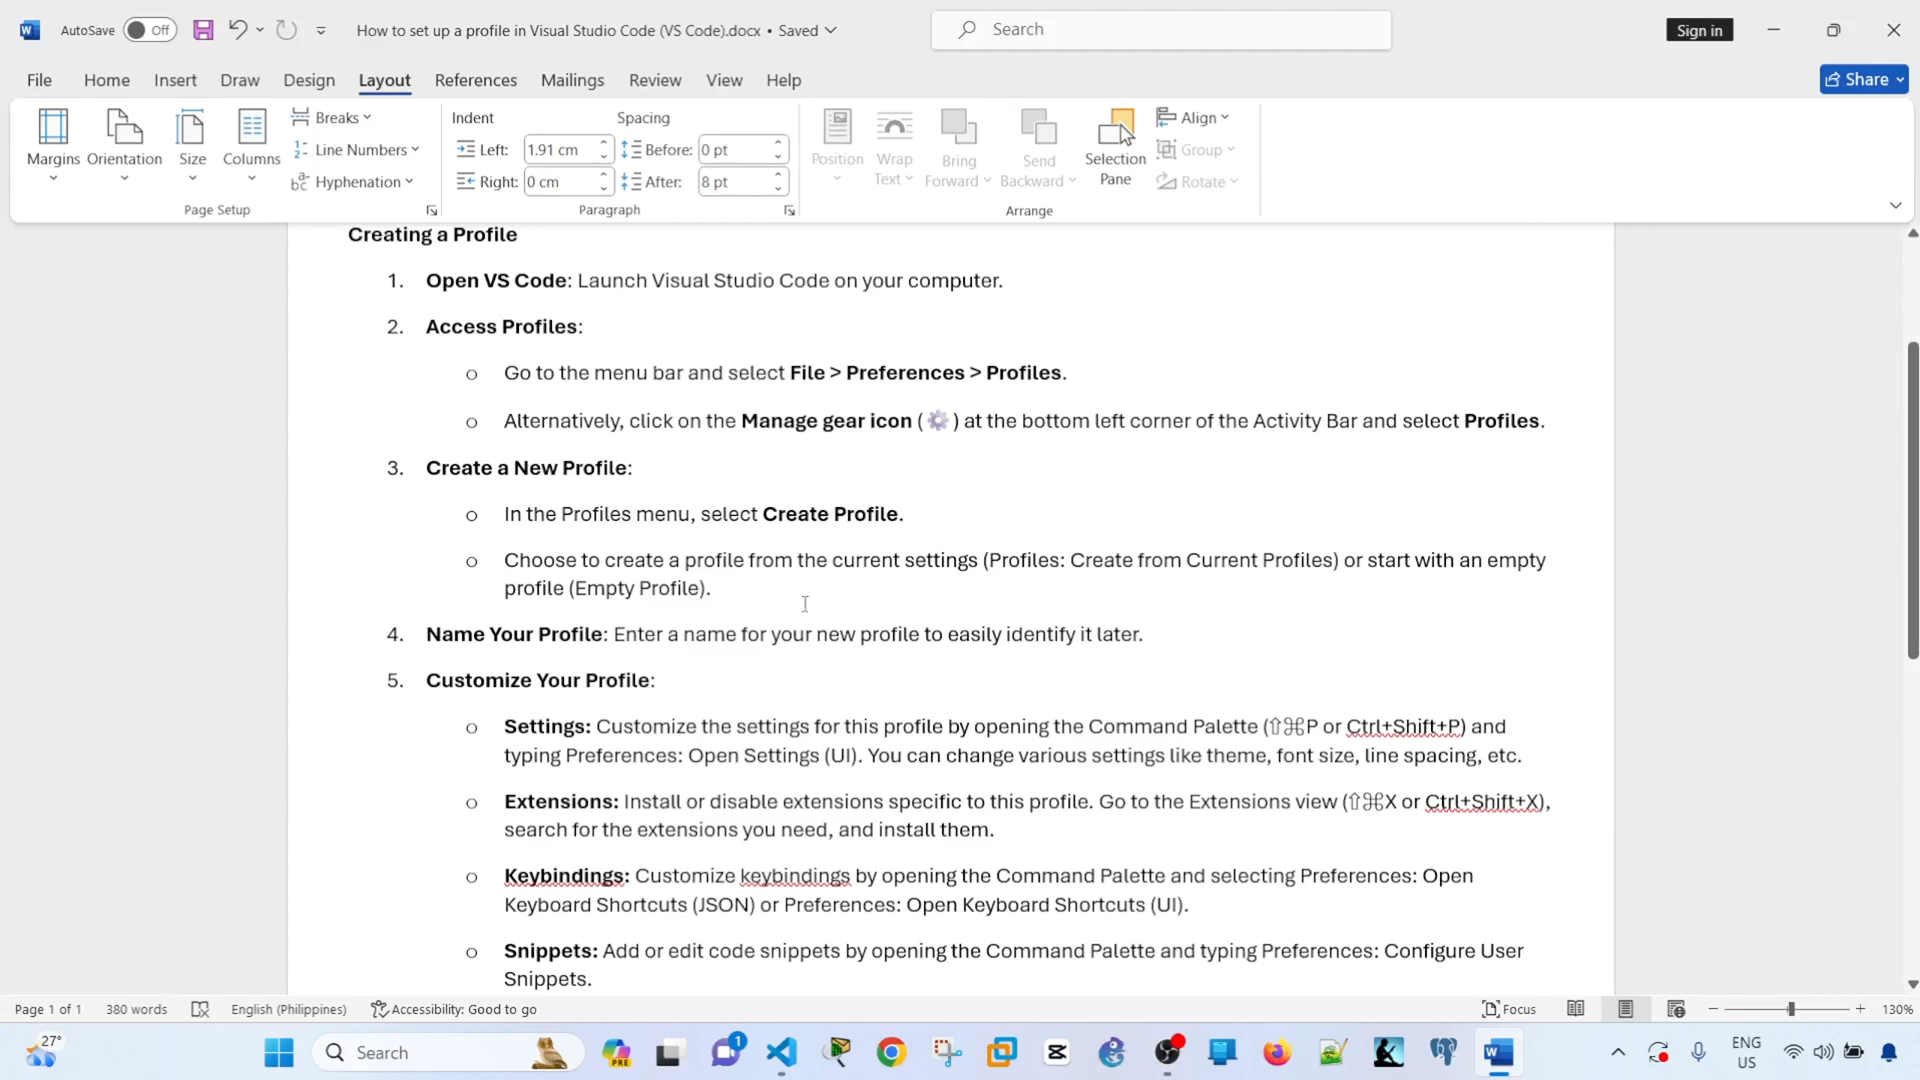 AutoSave Off How to set up a profile in Visual Studio Code (VS Code).docx • Saved Search Sign in
File Home Insert Draw Design Layout References Mailings Review View Help Share
Margins Orientation Size Columns Breaks Line Numbers Hyphenation
Page Setup
Indent Spacing
Left: 1.91 cm Before: 0 pt
Right: 0 cm After: 8 pt
Paragraph
Position Wrap Text Bring Forward Send Backward Selection Pane Align Group Rotate
Arrange
Creating a Profile
1. Open VS Code: Launch Visual Studio Code on your computer.
2. Access Profiles:
o Go to the menu bar and select File > Preferences > Profiles.
o Alternatively, click on the Manage gear icon (⚙) at the bottom left corner of the Activity Bar and select Profiles.
3. Create a New Profile:
o In the Profiles menu, select Create Profile.
o Choose to create a profile from the current settings (Profiles: Create from Current Profiles) or start with an empty
profile (Empty Profile).
4. Name Your Profile: Enter a name for your new profile to easily identify it later.
5. Customize Your Profile:
o Settings: Customize the settings for this profile by opening the Command Palette (⇧⌘P or Ctrl+Shift+P) and
typing Preferences: Open Settings (UI). You can change various settings like theme, font size, line spacing, etc.
o Extensions: Install or disable extensions specific to this profile. Go to the Extensions view (⇧⌘X or Ctrl+Shift+X),
search for the extensions you need, and install them.
o Keybindings: Customize keybindings by opening the Command Palette and selecting Preferences: Open
Keyboard Shortcuts (JSON) or Preferences: Open Keyboard Shortcuts (UI).
o Snippets: Add or edit code snippets by opening the Command Palette and typing Preferences: Configure User
Snippets.
Page 1 of 1 380 words English (Philippines) Accessibility: Good to go Focus 130%
27° Search PRE 1 ENG
US